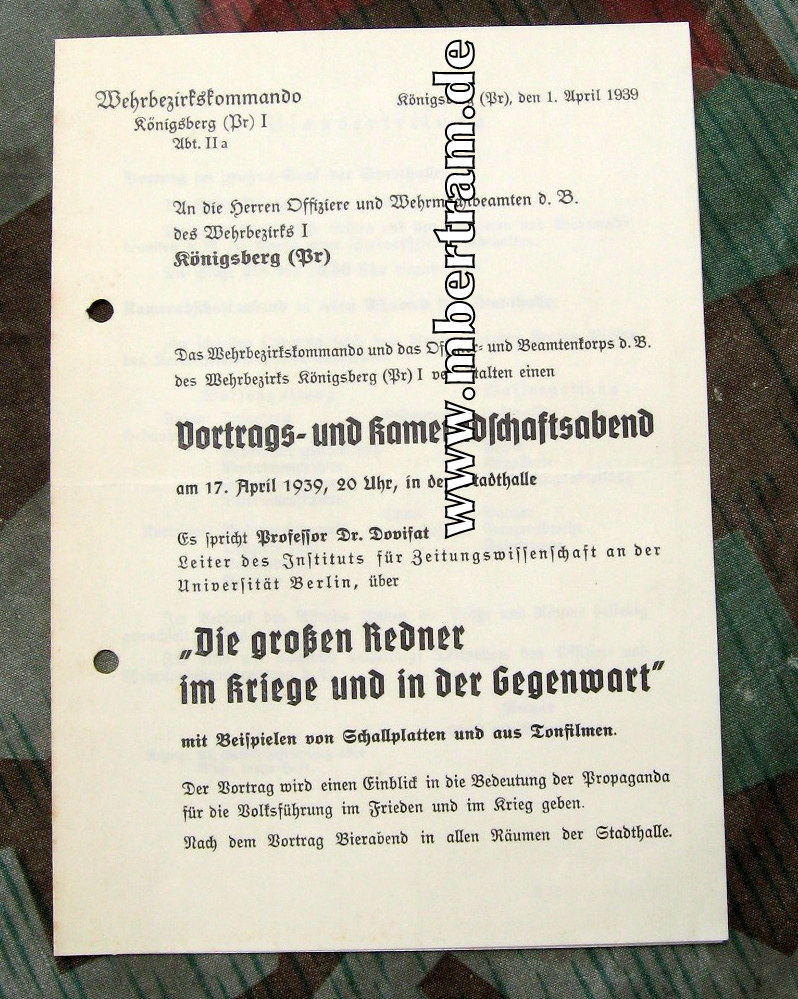 Wehrbezirkskommando
Königsberg (Pr) I
Abt. II a
Königsb (Pr), den 1. April 1939
An die Herren Offiziere und Wehrm tbeamten d. B.
des Wehrbezirks I
Königsberg (Pr)
Das Wehrbezirkskommando und das Of r- und Beamtenkorps d. B.
des Wehrbezirks Königsberg (Pr) I ve talten einen
Vortrags- und Kame dschaftsabend
am 17. April 1939, 20 Uhr, in de tadthalle
Es spricht Professor Dr. Dovifat
Leiter des Instituts für Zeitungswissenschaft an der
Universität Berlin, über
„Die großen Redner
im Kriege und in der Gegenwart"
mit Beispielen von Schallplatten und aus Tonfilmen.
Der Vortrag wird einen Einblick in die Bedeutung der Propaganda
für die Volksführung im Frieden und im Krieg geben.
Nach dem Vortrag Bierabend in allen Räumen der Stadthalle.
www.mbertram.de